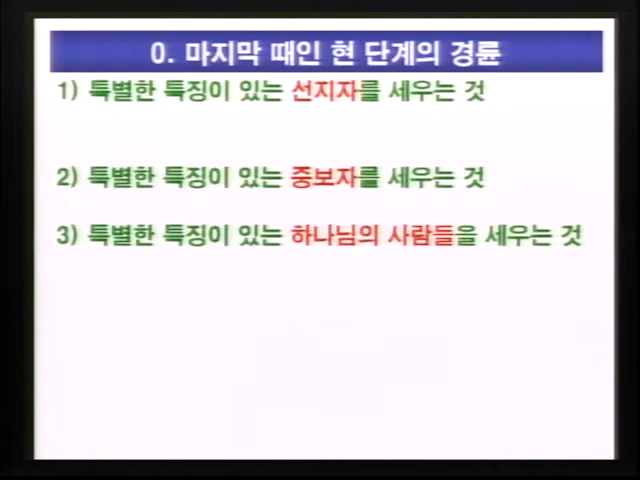 0. 마지막 때인 현 단계의 경륜
1) 특별한 특징이 있는 선지자를 세우는 것
2) 특별한 특징이 있는 중보자를 세우는 것
3) 특별한 특징이 있는 하나님의 사람들을 세우는 것